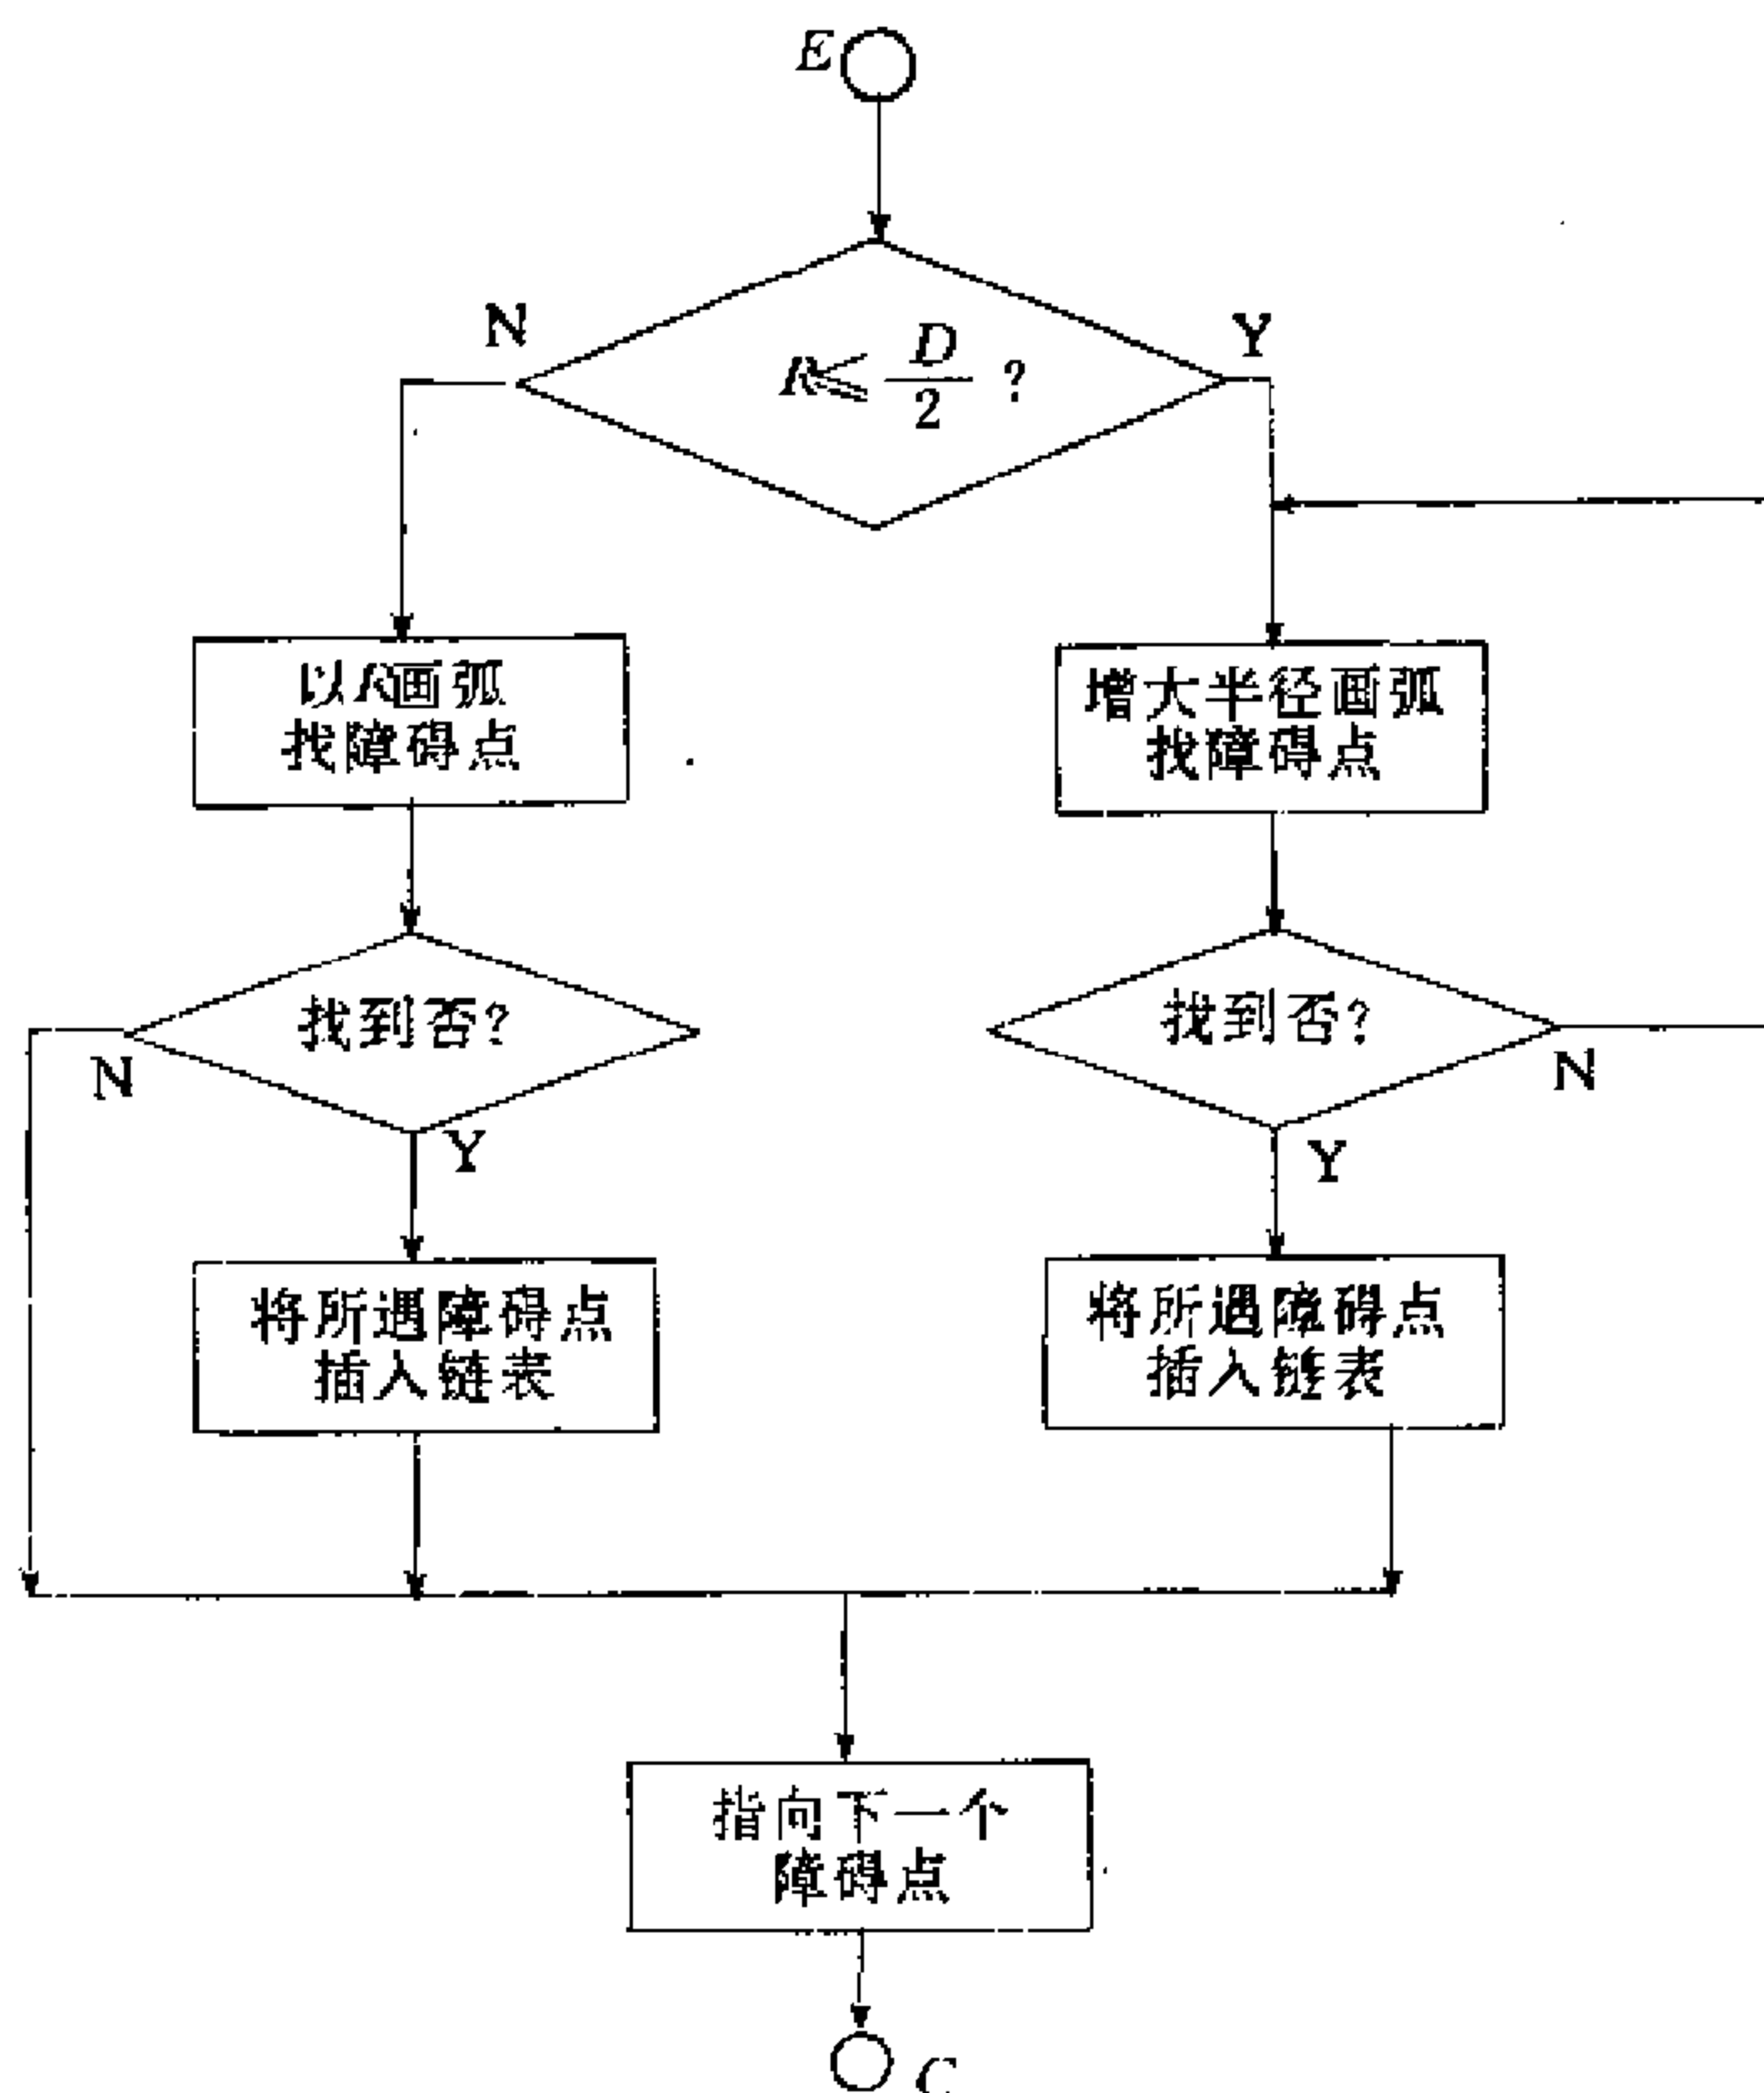 E
N
R≤D/2?
Y
以R画弧
找障碍点
增大半径画弧
找障碍点
找到否?
找到否?
N
N
Y
Y
将所遇障碍点
插入链表
将所遇障碍点
插入链表
指向下一个
障碍点
C